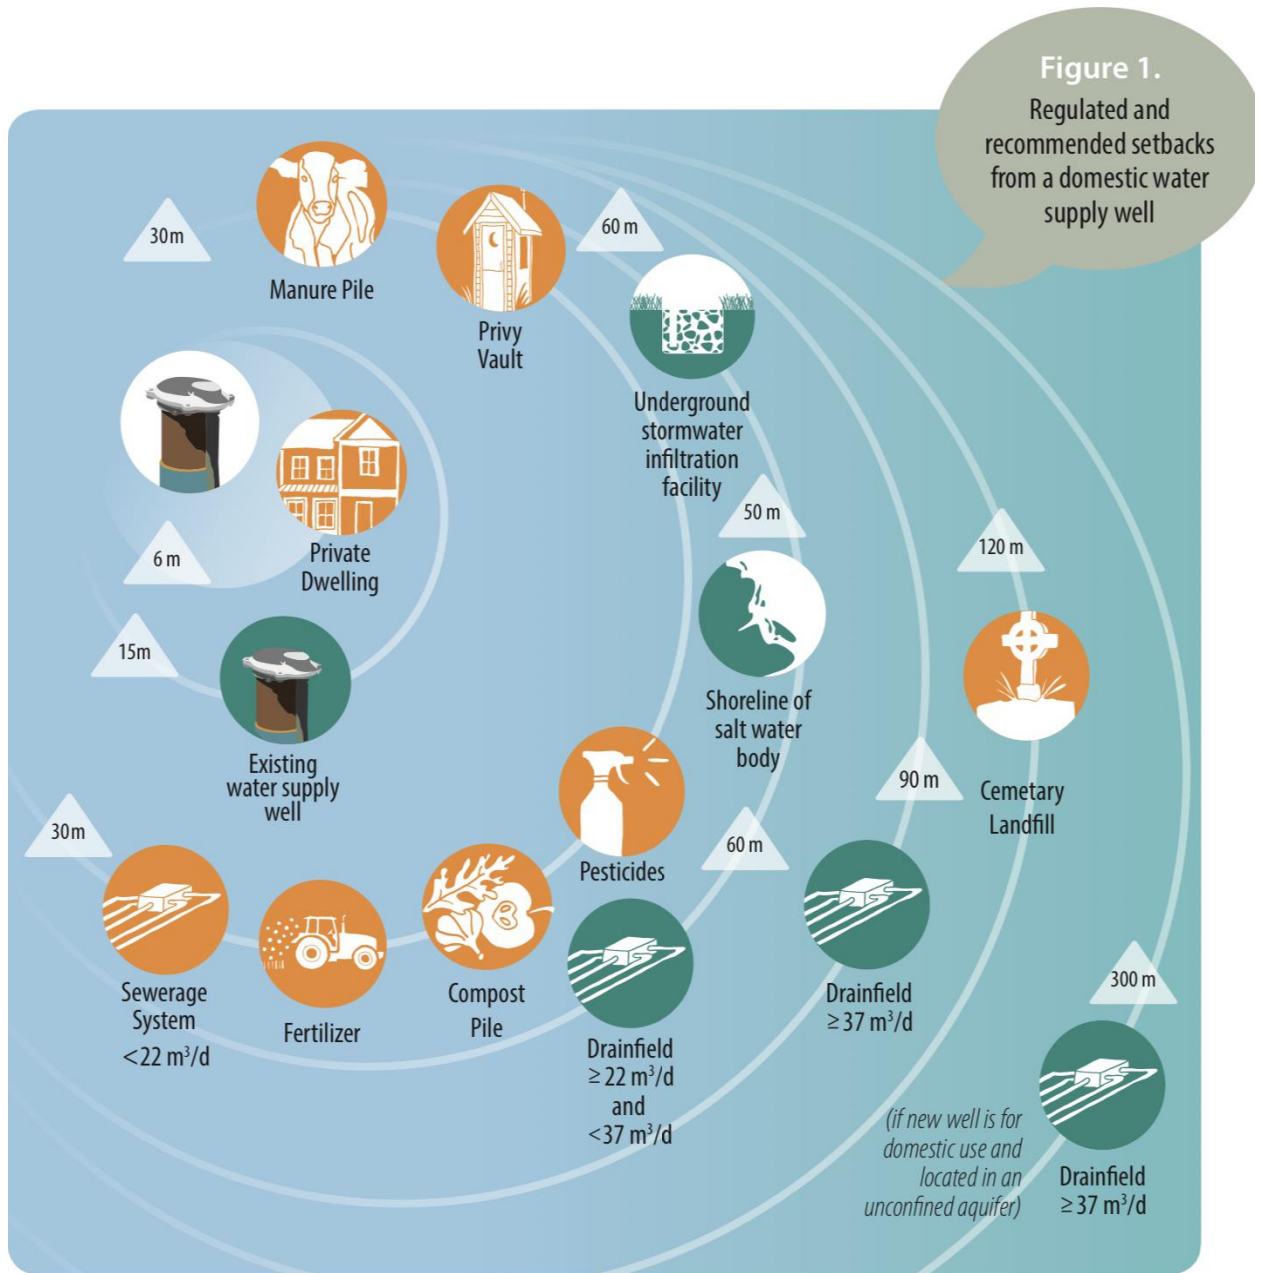 Figure 1.
Regulated and
recommended setbacks
from a domestic water
supply well
30m
Manure Pile
Privy
Vault
60 m
Underground
stormwater
infiltration
facility
6 m
Private
Dwelling
15m
Existing
water supply
well
50 m
Shoreline of
salt water
body
120 m
Cemetary
Landfill
30m
Sewerage
System
<22 m³/d
Fertilizer
Compost
Pile
Pesticides
60 m
Drainfield
≥22 m³/d
and
<37 m³/d
90 m
Drainfield
≥37 m³/d
300 m
(if new well is for
domestic use and
located in an
unconfined aquifer)
Drainfield
≥37 m³/d